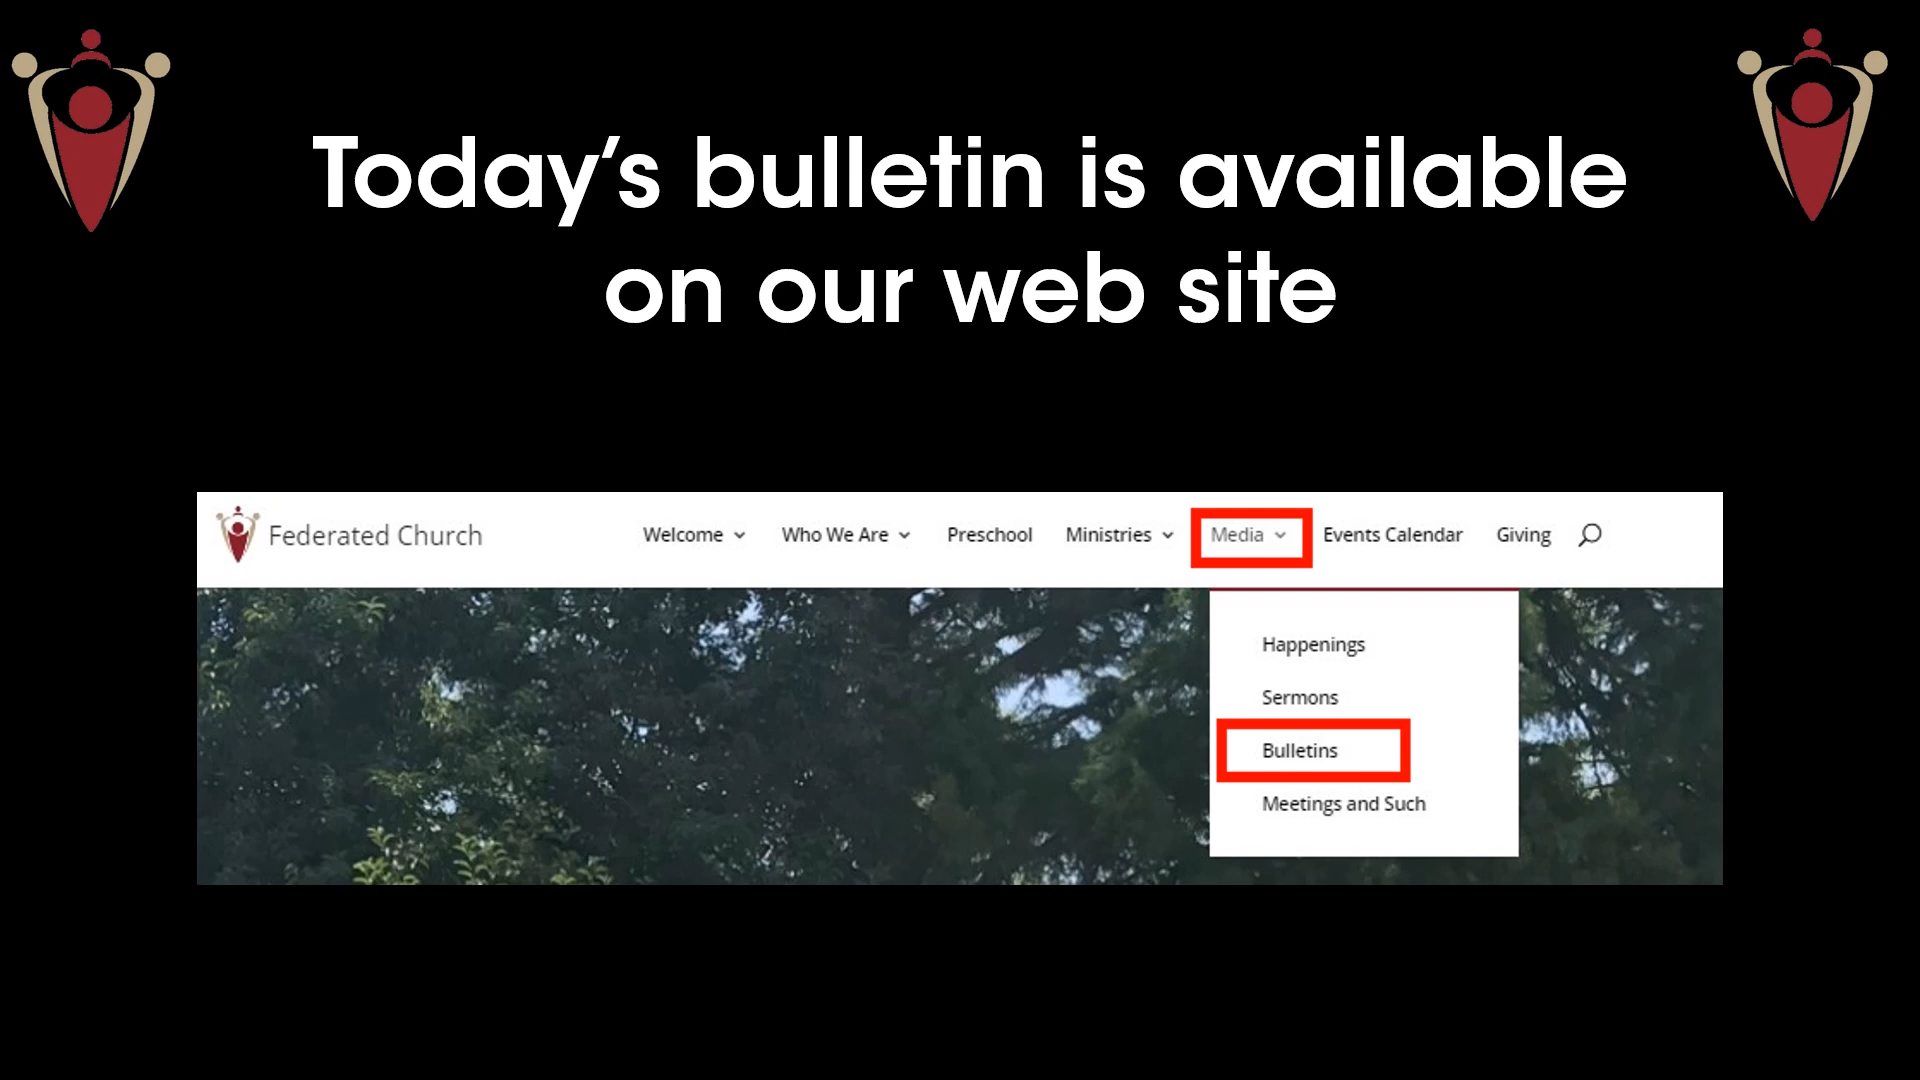 Today’s bulletin is available
on our web site
Federated Church Welcome Who We Are Preschool Ministries Media Events Calendar Giving
Happenings
Sermons
Bulletins
Meetings and Such